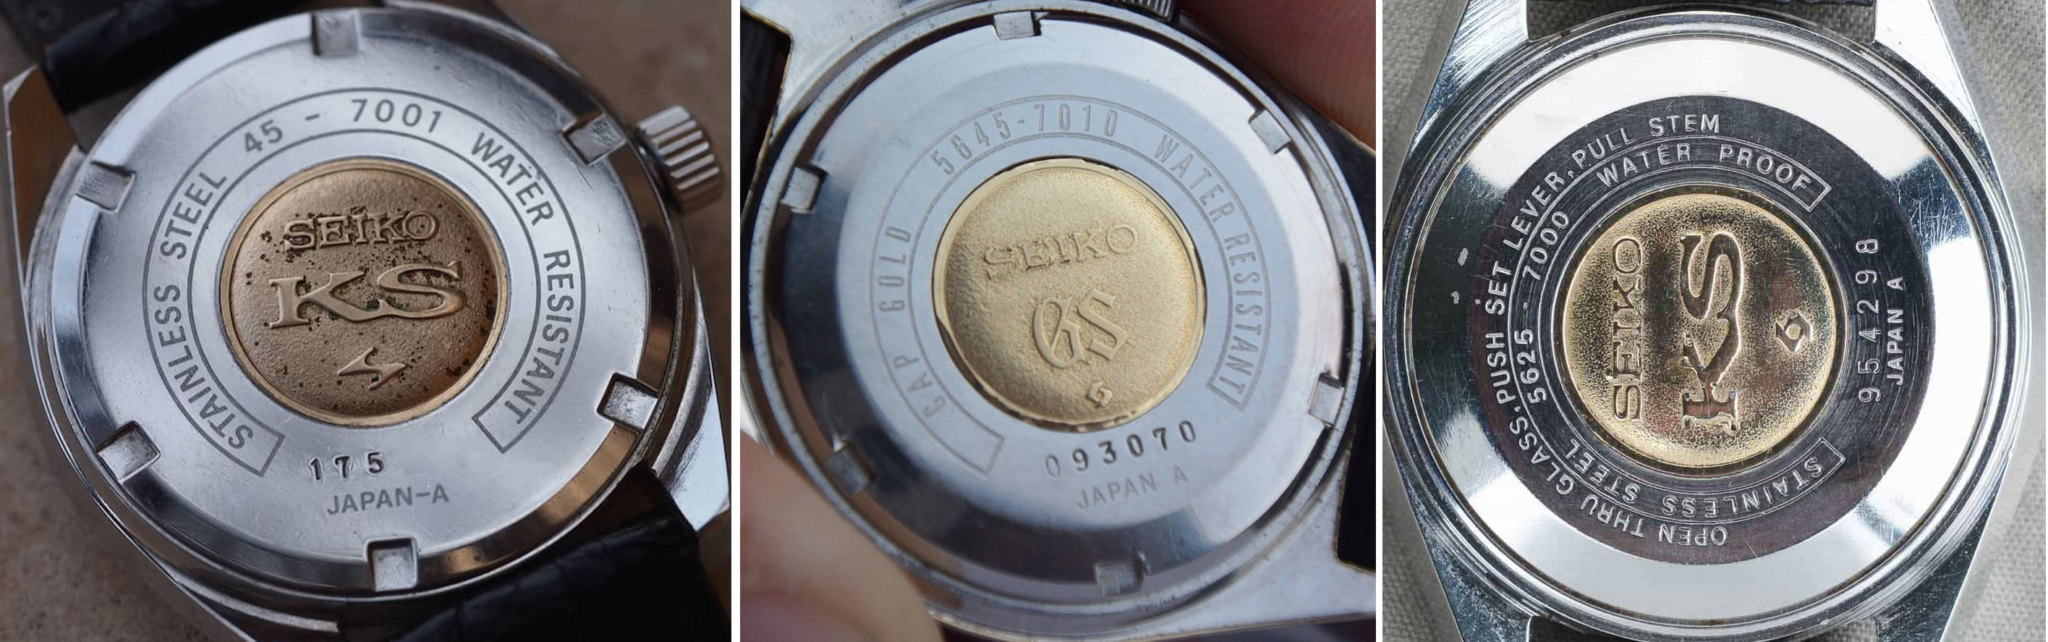 STAINLESS STEEL 45 - 7001 WATER RESISTANT
SEIKO
KS
175
JAPAN-A
CAP GOLD 5645-7010 WATER RESISTANT
SEIKO
GS
093070
JAPAN A
OPEN THRU GLASS, PUSH SET LEVER, PULL STEM
STAINLESS STEEL 5625 - 7000 WATER PROOF
SEIKO
KS
954298
JAPAN A